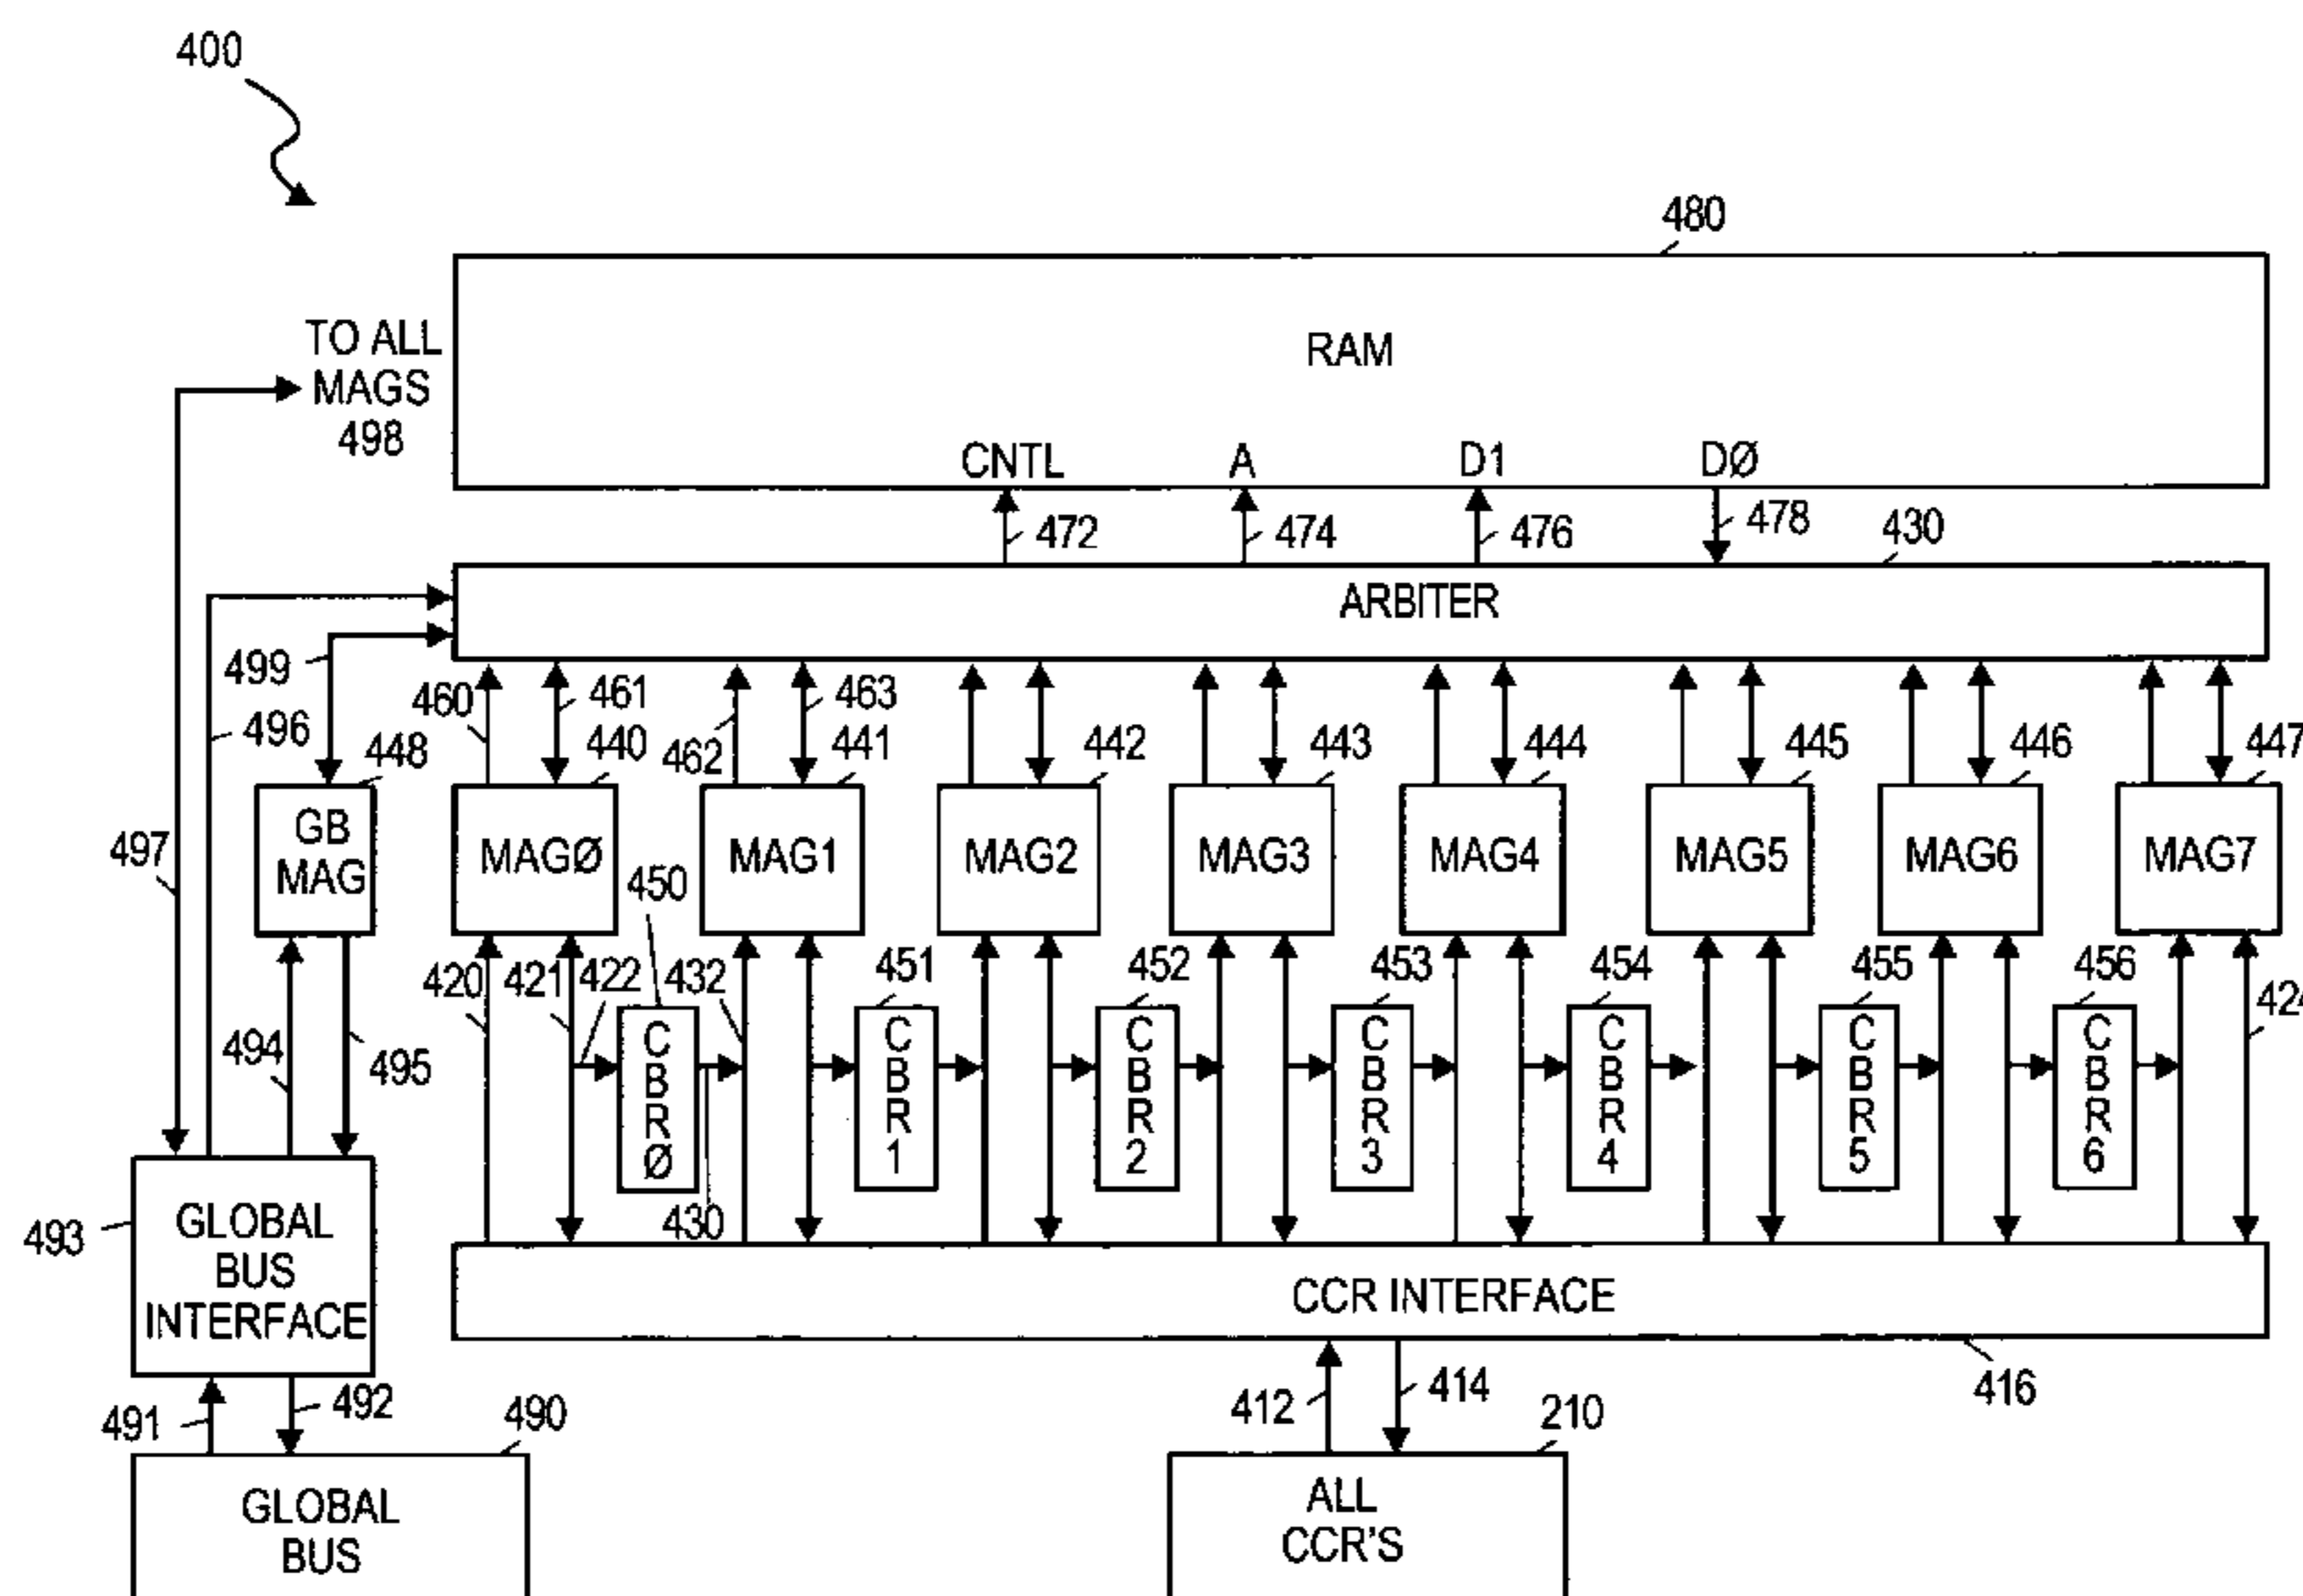 400
480
TO ALL
MAGS
498
RAM
CNTL A D1 DØ
472 474 476 478 430
ARBITER
499
496
460 461 462 463
448 440 441 442 443 444 445 446 447
497
GB
MAG
MAGØ MAG1 MAG2 MAG3 MAG4 MAG5 MAG6 MAG7
450
420 421 422 432 451 452 453 454 455 456
424
494 495
CBRØ
CBR1
CBR2
CBR3
CBR4
CBR5
CBR6
430
493
GLOBAL
BUS
INTERFACE
CCR INTERFACE
416
491 492 490
412 414 210
GLOBAL
BUS
ALL
CCR'S